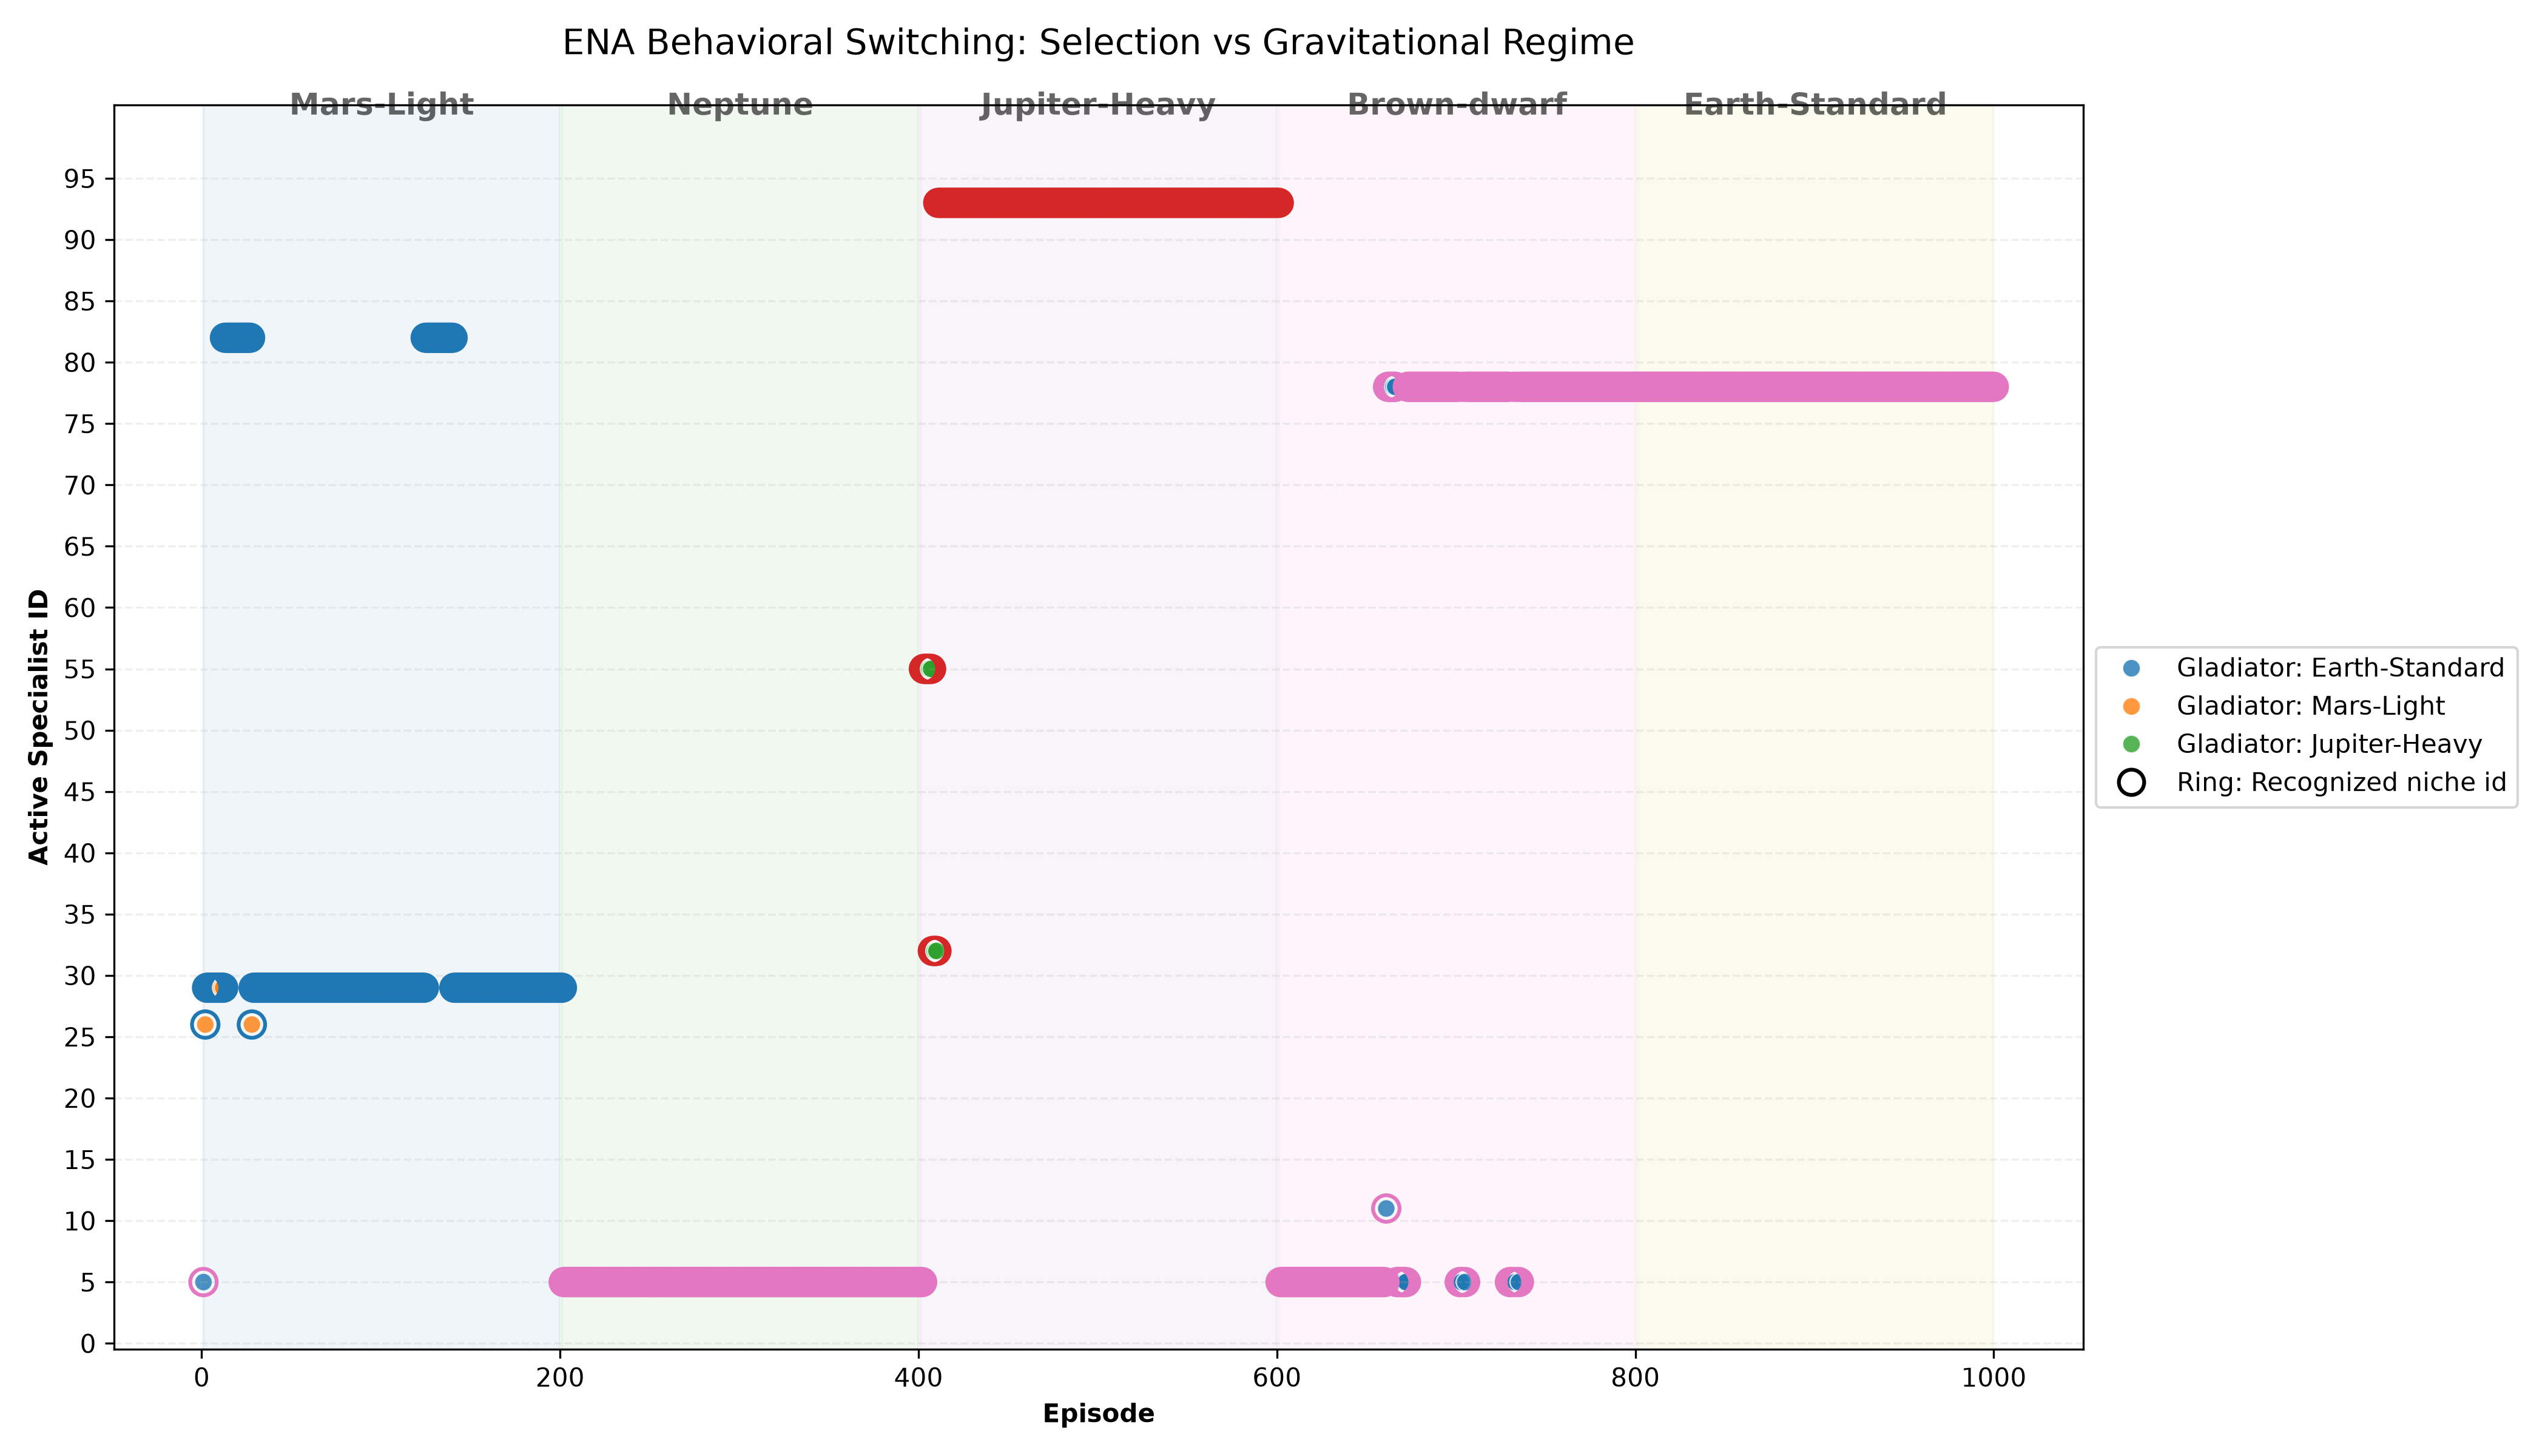 ENA Behavioral Switching: Selection vs Gravitational Regime
Mars-Light
Neptune
Jupiter-Heavy
Brown-dwarf
Earth-Standard
95
90
85
80
75
70
65
60
55
50
45
40
35
30
25
20
15
10
5
0
Active Specialist ID
0
200
400
600
800
1000
Episode
Gladiator: Earth-Standard
Gladiator: Mars-Light
Gladiator: Jupiter-Heavy
Ring: Recognized niche id